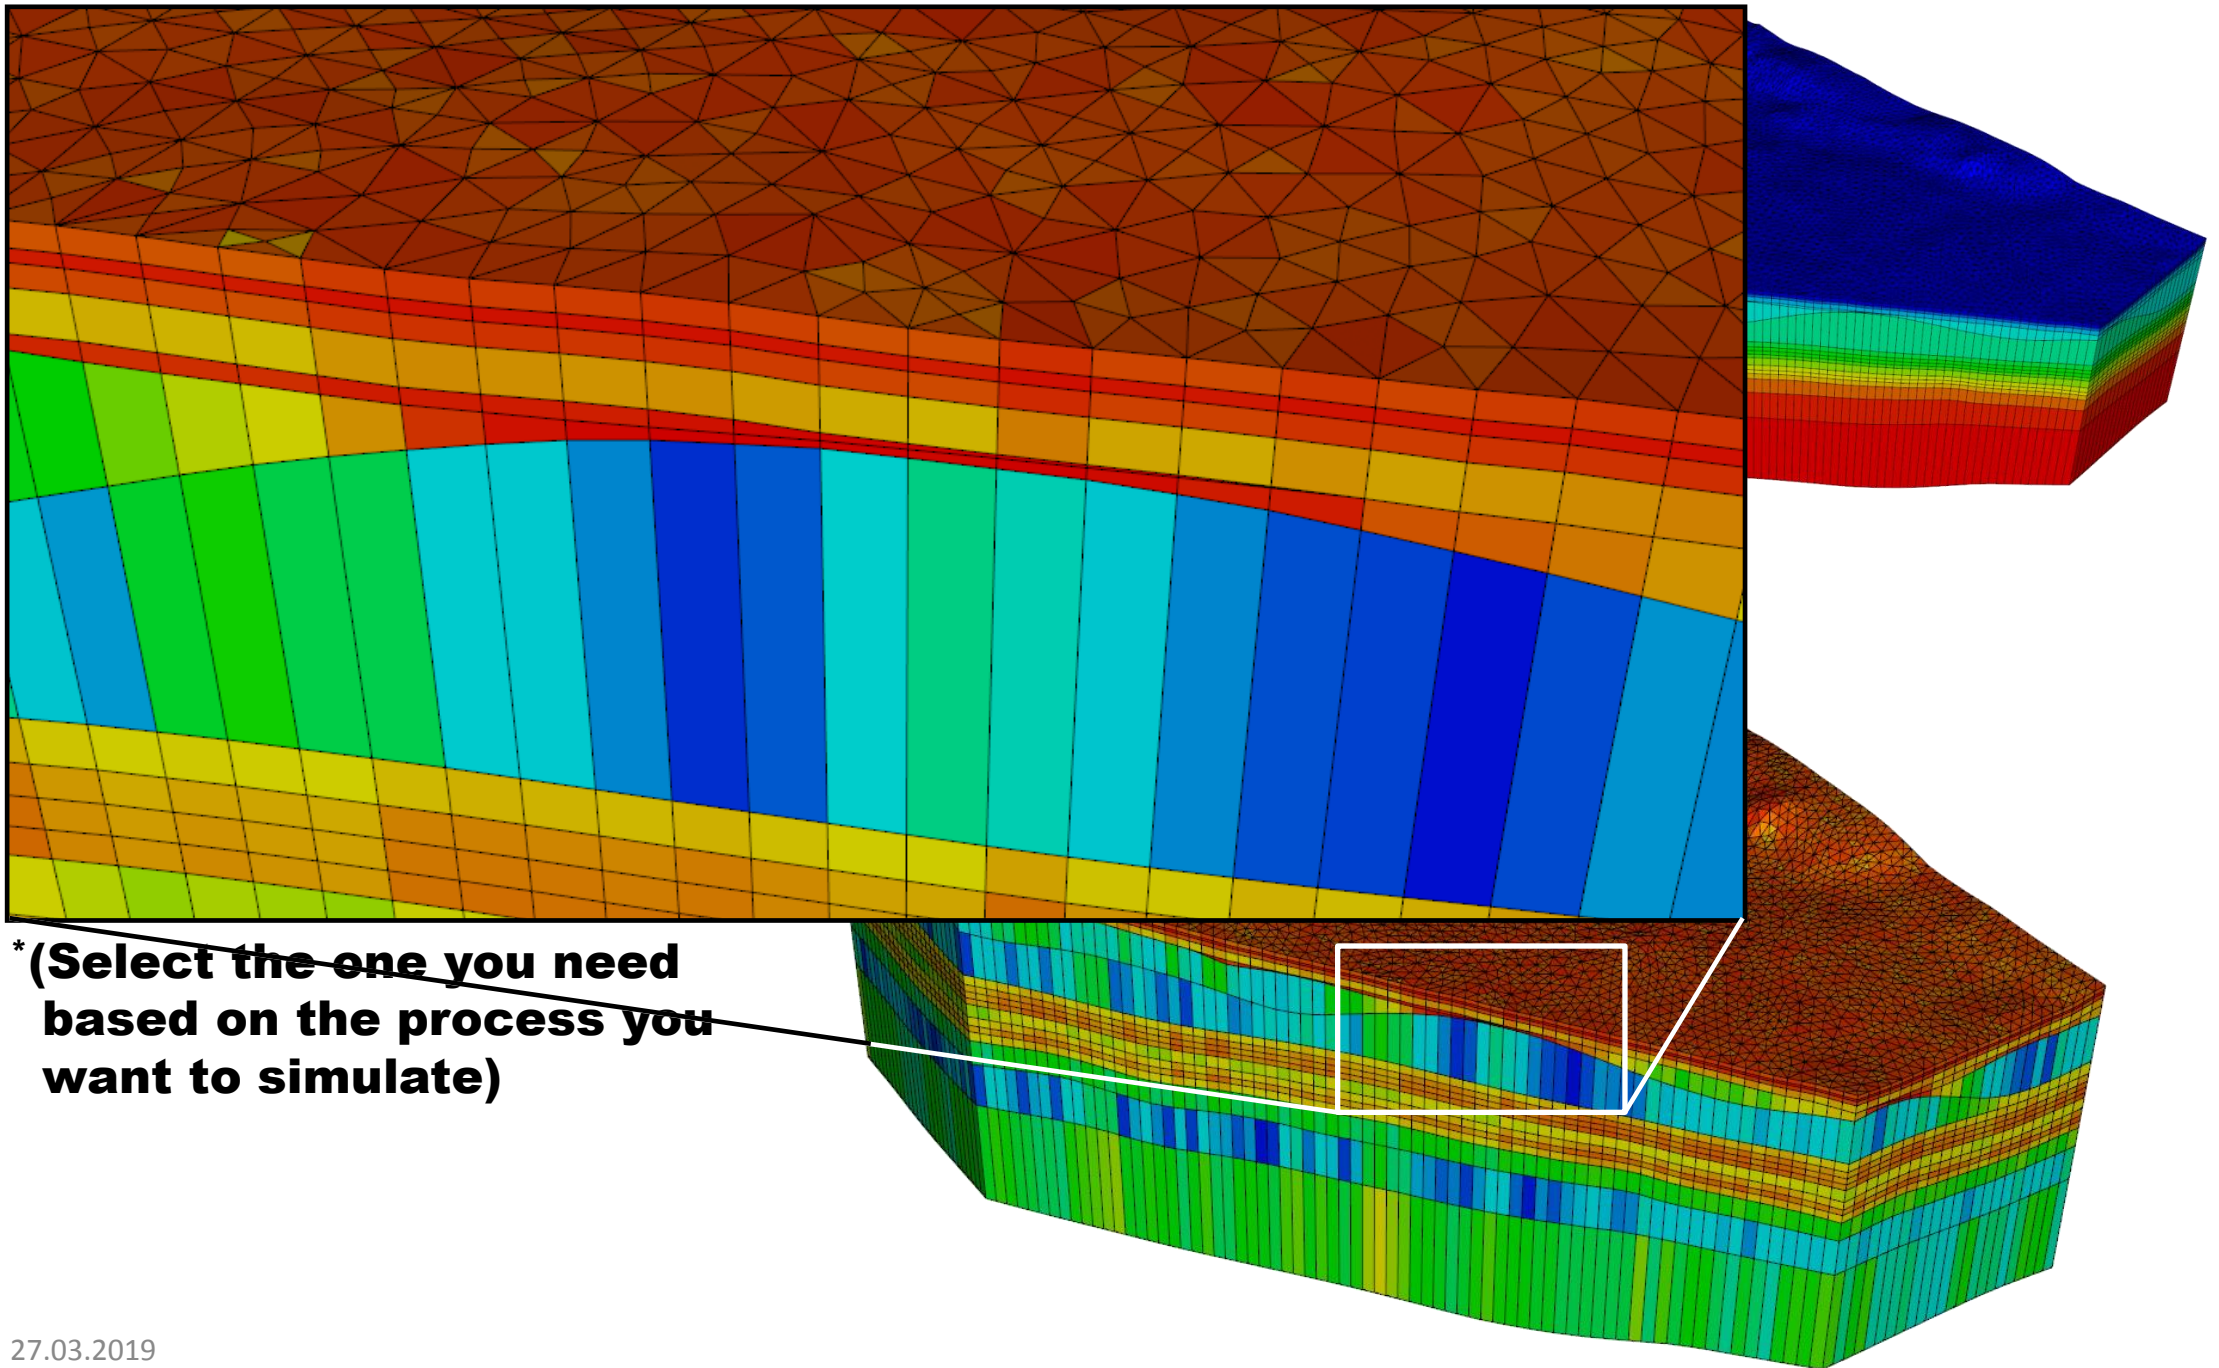 *(Select the one you need
based on the process you
want to simulate)
27.03.2019